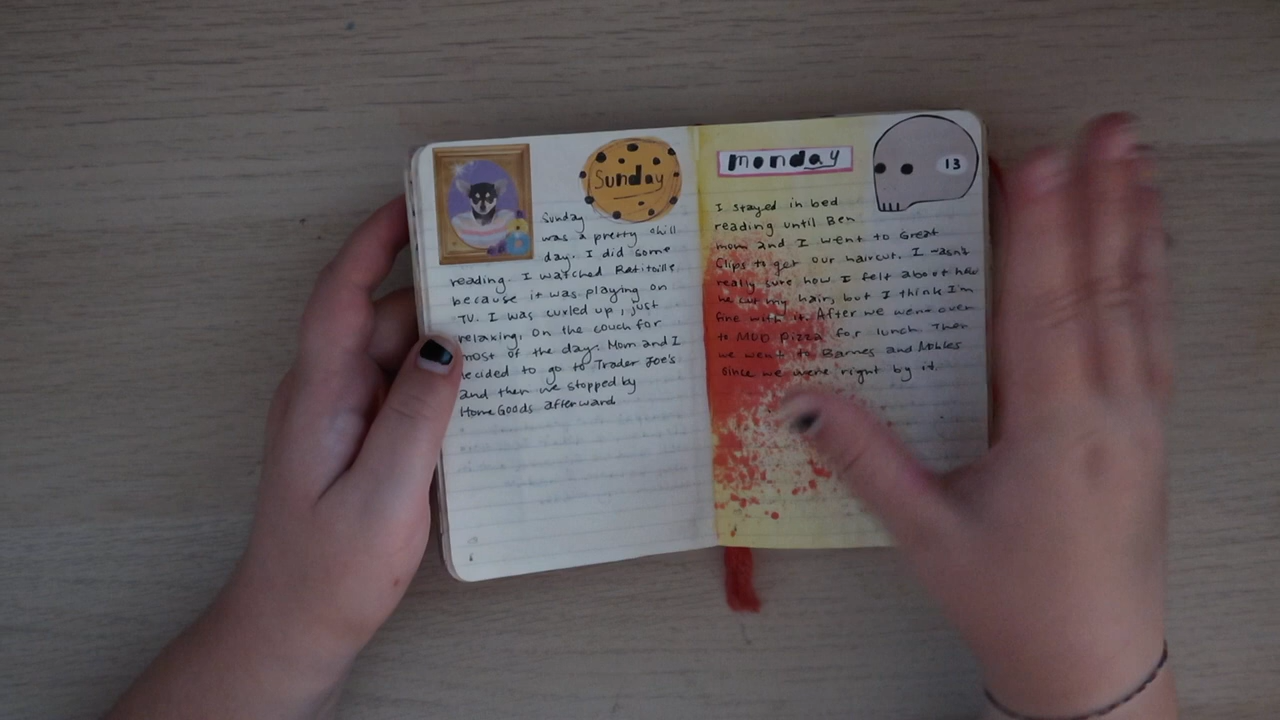 Sunday
Sunday
was a pretty chill
day. I did some
reading. I watched Ratitoille
because it was playing on
TV. I was curled up, just
relaxing, on the couch for
most of the day. Mom and I
decided to go to Trader Joe's
and then we stopped by
HomeGoods afterward
monday
13
I stayed in bed
reading until Ben
mom and I went to Great
Clips to get our haircut. I wasn't
really sure how I felt about how
he cut my hair, but I think I'm
fine with it. After we went over
to MOD Pizza for lunch. Then
we went to Barnes and Nobles
since we were right by it.